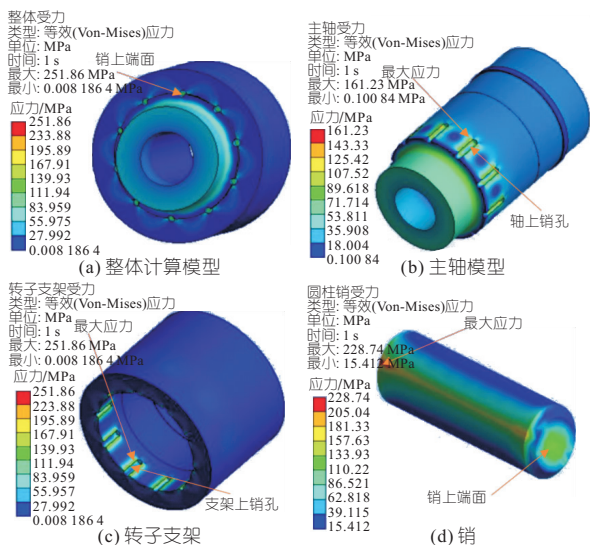 整体受力
类型: 等效(Von-Mises)应力
单位: MPa
时间: 1 s
最大: 251.86 MPa
最小: 0.008 186 4 MPa
销上端面
应力/MPa
251.86
233.88
195.89
167.91
139.93
111.94
83.959
55.975
27.992
0.008 186 4
(a) 整体计算模型
主轴受力
类型: 等效(Von-Mises)应力
单位: MPa
时间: 1 s
最大: 161.23 MPa
最小: 0.100 84 MPa
最大应力
应力/MPa
161.23
143.33
125.42
107.52
89.618
71.714
53.811
35.908
18.004
0.100 84
轴上销孔
(b) 主轴模型
转子支架受力
类型: 等效(Von-Mises)应力
单位: MPa
时间: 1 s
最大: 251.86 MPa
最小: 0.008 186 4 MPa
最大应力
应力/MPa
251.86
223.88
195.89
167.91
139.93
111.94
83.959
55.957
27.992
0.008 186 4
支架上销孔
(c) 转子支架
圆柱销受力
类型: 等效(Von-Mises)应力
单位: MPa
时间: 1 s
最大: 228.74 MPa
最小: 15.412 MPa
最大应力
应力/MPa
228.74
205.04
181.33
157.63
133.93
110.22
86.521
62.818
39.115
15.412
销上端面
(d) 销